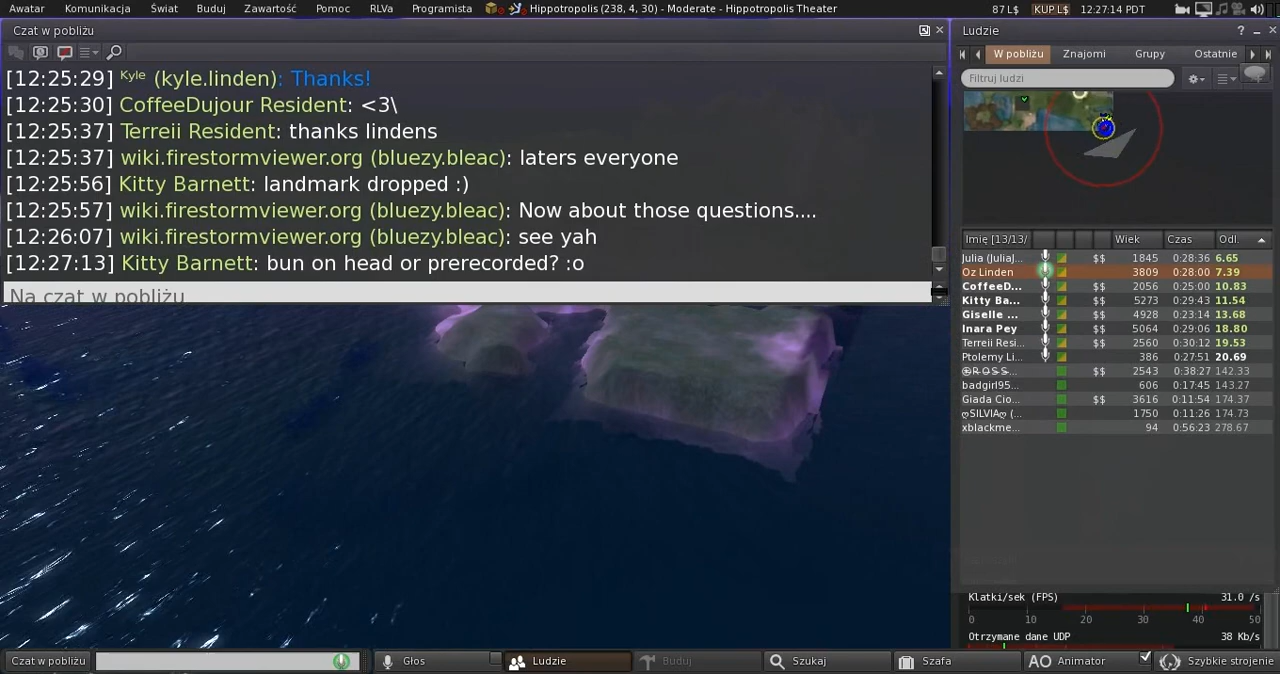 Awatar Komunikacja Świat Buduj Zawartość Pomoc RLVa Programista Hippotropolis (238, 4, 30) - Moderate - Hippotropolis Theater 87 L$ KUP L$ 12:27:14 PDT
Czat w pobliżu
[12:25:29] Kyle (kyle.linden): Thanks!
[12:25:30] CoffeeDujour Resident: <3\
[12:25:37] Terreii Resident: thanks lindens
[12:25:37] wiki.firestormviewer.org (bluezy.bleac): laters everyone
[12:25:56] Kitty Barnett: landmark dropped :)
[12:25:57] wiki.firestormviewer.org (bluezy.bleac): Now about those questions....
[12:26:07] wiki.firestormviewer.org (bluezy.bleac): see yah
[12:27:13] Kitty Barnett: bun on head or prerecorded? :o
Na czat w pobliżu
Ludzie ?
W pobliżu Znajomi Grupy Ostatnie
Filtruj ludzi
Imię [13/13/ Wiek Czas Odl.
Julia (JuliaJ... $$ 1845 0:28:36 6.65
Oz Linden 3809 0:28:00 7.39
CoffeeD... $$ 2056 0:25:00 10.83
Kitty Ba... $$ 5273 0:29:43 11.54
Giselle ... $$ 4928 0:23:14 13.68
Inara Pey $$ 5064 0:29:06 18.80
Terreii Resi... $$ 2560 0:30:12 19.53
Ptolemy Li... 386 0:27:51 20.69
$$ 2543 0:38:27 142.33
badgirl95... 606 0:17:45 143.27
Giada Cio... $$ 3616 0:11:54 174.37
ღSILVIAღ (... 1750 0:11:26 174.73
xblackme... 94 0:56:23 278.67
Klatki/sek (FPS) 31.0 /s
0 10 20 30 40 50
Otrzymane dane UDP 38 Kb/s
Czat w pobliżu Głos Ludzie Buduj Szukaj Szafa AO Animator Szybkie strojenie